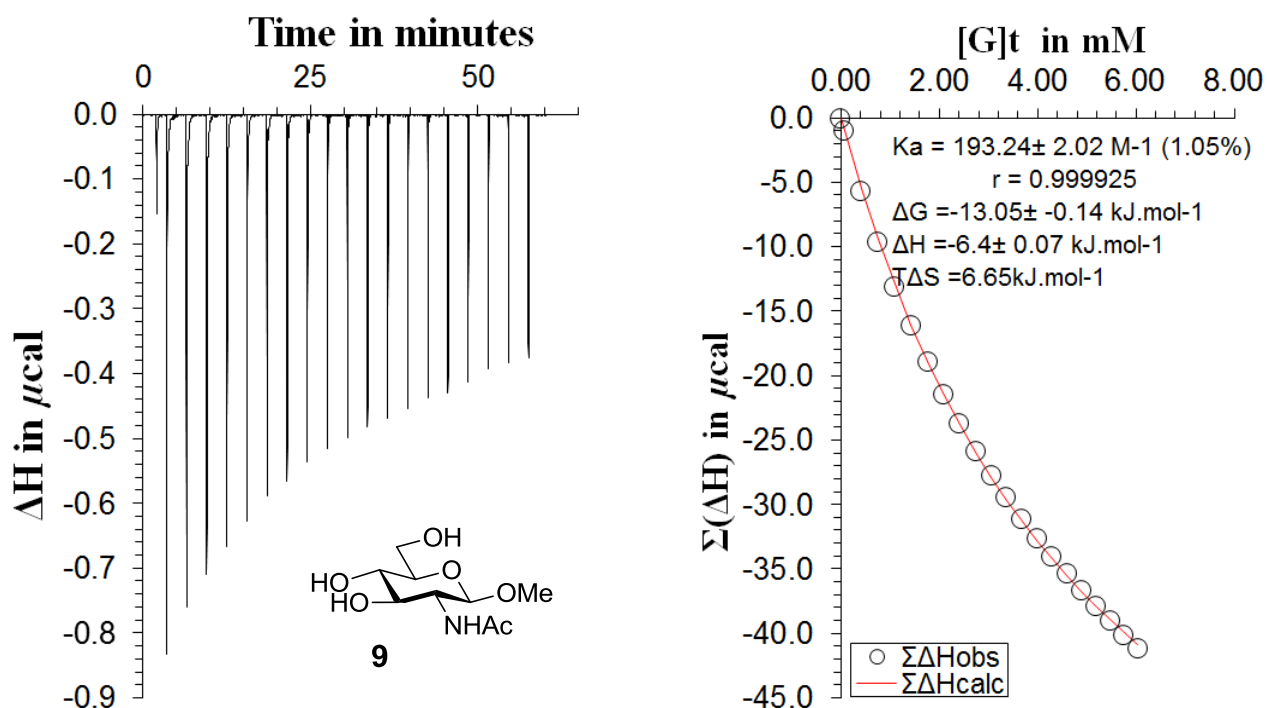 Time in minutes
0 25 50
0.0
-0.1
-0.2
-0.3
-0.4
-0.5
-0.6
-0.7
-0.8
-0.9
ΔH in μcal
OH
HO
HO
O
OMe
NHAc
9
[G]t in mM
0.00 2.00 4.00 6.00 8.00
0.0
-5.0
-10.0
-15.0
-20.0
-25.0
-30.0
-35.0
-40.0
-45.0
Σ(ΔH) in μcal
Ka = 193.24± 2.02 M-1 (1.05%)
r = 0.999925
ΔG =-13.05± -0.14 kJ.mol-1
ΔH =-6.4± 0.07 kJ.mol-1
TΔS =6.65kJ.mol-1
ΣΔHobs
ΣΔHcalc